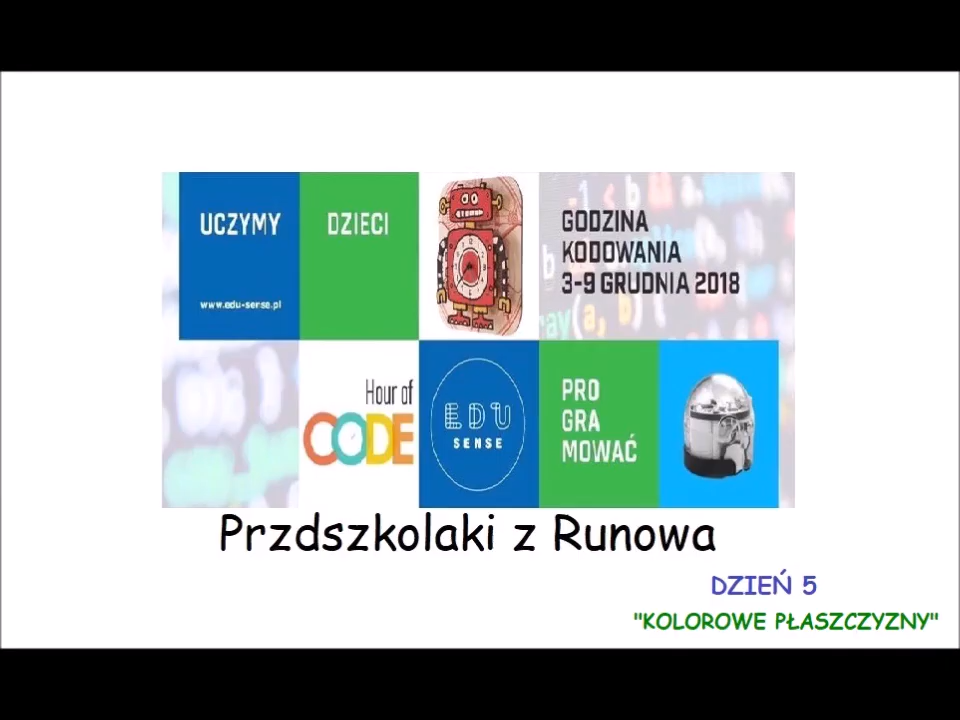 UCZYMY
DZIECI
www.edu-sense.pl
GODZINA
KODOWANIA
3-9 GRUDNIA 2018
Hour of
CODE
EDU
SENSE
PRO
GRA
MOWAĆ
Przdszkolaki z Runowa
DZIEŃ 5
"KOLOROWE PŁASZCZYZNY"